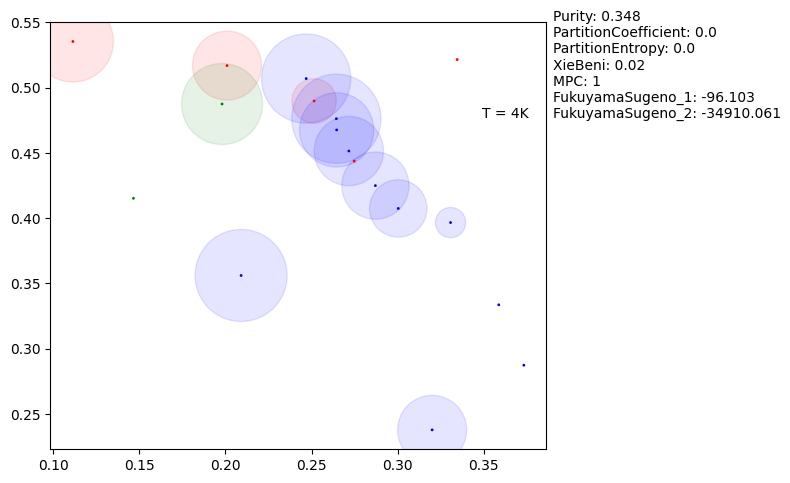 Purity: 0.348
PartitionCoefficient: 0.0
PartitionEntropy: 0.0
XieBeni: 0.02
MPC: 1
FukuyamaSugeno_1: -96.103
FukuyamaSugeno_2: -34910.061
T = 4K
0.55
0.50
0.45
0.40
0.35
0.30
0.25
0.10 0.15 0.20 0.25 0.30 0.35